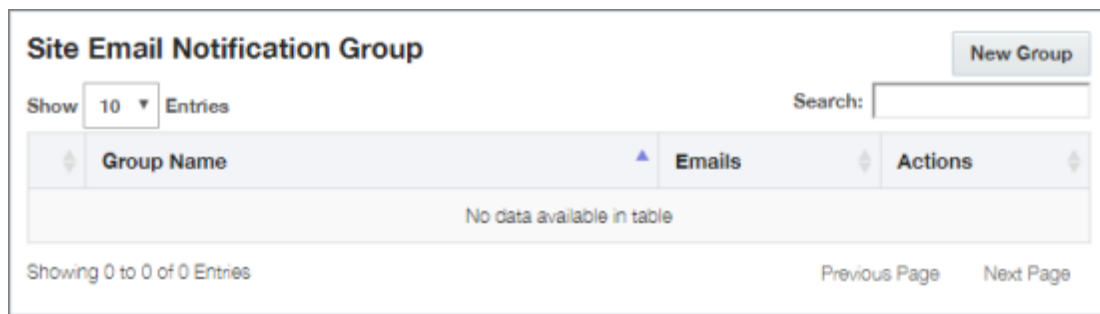 Site Email Notification Group
New Group
Show 10 Entries
Search:
Group Name Emails Actions
No data available in table
Showing 0 to 0 of 0 Entries
Previous Page Next Page